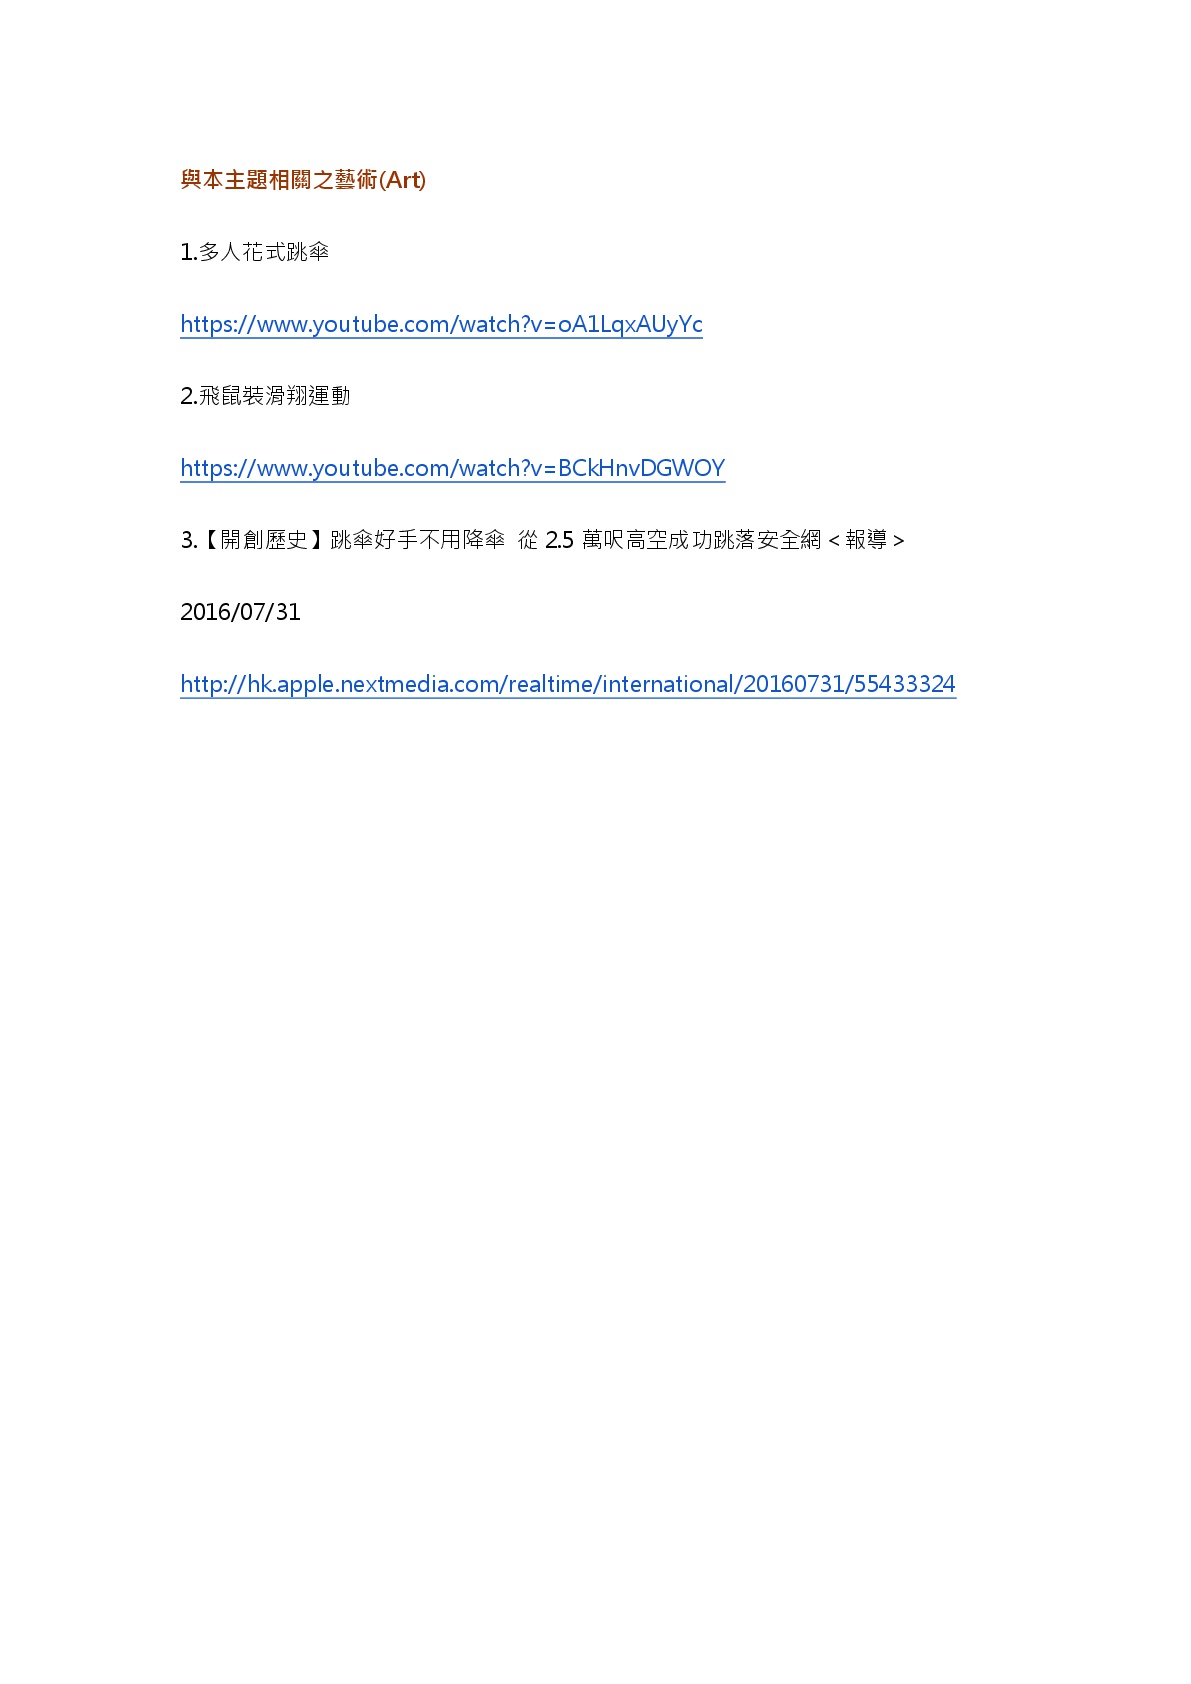 與本主題相關之藝術(Art)
1.多人花式跳傘
https://www.youtube.com/watch?v=oA1LqxAUyYc
2.飛鼠裝滑翔運動
https://www.youtube.com/watch?v=BCkHnvDGWOY
3.【開創歷史】跳傘好手不用降傘 從 2.5 萬呎高空成功跳落安全網＜報導＞
2016/07/31
http://hk.apple.nextmedia.com/realtime/international/20160731/55433324